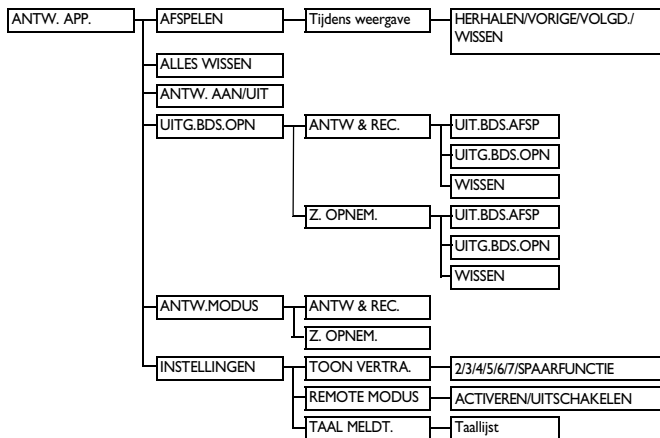 ANTW. APP.
AFSPELEN
Tijdens weergave
HERHALEN/VORIGE/VOLGD./
WISSEN
ALLES WISSEN
ANTW. AAN/UIT
UITG.BDS.OPN
ANTW & REC.
UIT.BDS.AFSP
UITG.BDS.OPN
WISSEN
Z. OPNEM.
UIT.BDS.AFSP
UITG.BDS.OPN
WISSEN
ANTW.MODUS
ANTW & REC.
Z. OPNEM.
INSTELLINGEN
TOON VERTRA.
2/3/4/5/6/7/SPAARFUNCTIE
REMOTE MODUS
ACTIVEREN/UITSCHAKELEN
TAAL MELDT.
Taallijst